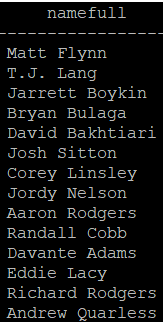 namefull
------------------
Matt Flynn
T.J. Lang
Jarrett Boykin
Bryan Bulaga
David Bakhtiari
Josh Sitton
Corey Linsley
Jordy Nelson
Aaron Rodgers
Randall Cobb
Davante Adams
Eddie Lacy
Richard Rodgers
Andrew Quarless